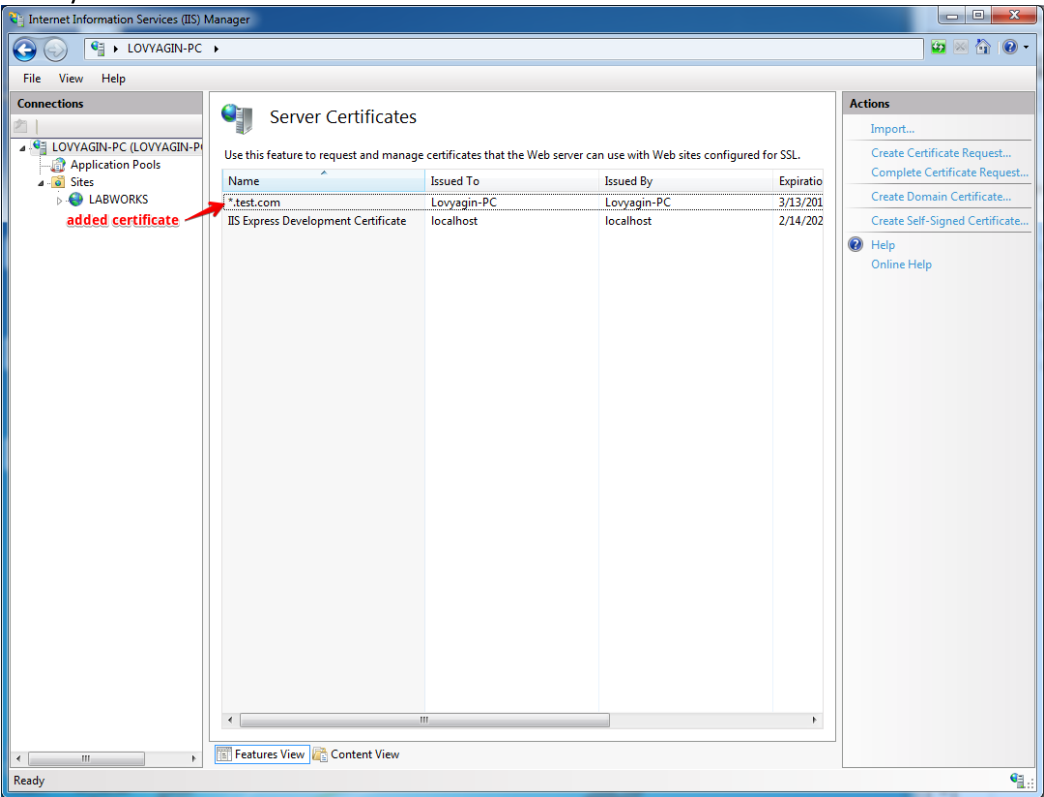 Internet Information Services (IIS) Manager
LOVYAGIN-PC
File View Help
Connections
LOVYAGIN-PC (LOVYAGIN-P
Application Pools
Sites
LABWORKS
added certificate
Server Certificates
Use this feature to request and manage certificates that the Web server can use with Web sites configured for SSL.
Name Issued To Issued By Expiratio
*.test.com Lovyagin-PC Lovyagin-PC 3/13/201
IIS Express Development Certificate localhost localhost 2/14/202
Features View Content View
Actions
Import...
Create Certificate Request...
Complete Certificate Request...
Create Domain Certificate...
Create Self-Signed Certificate...
Help
Online Help
Ready